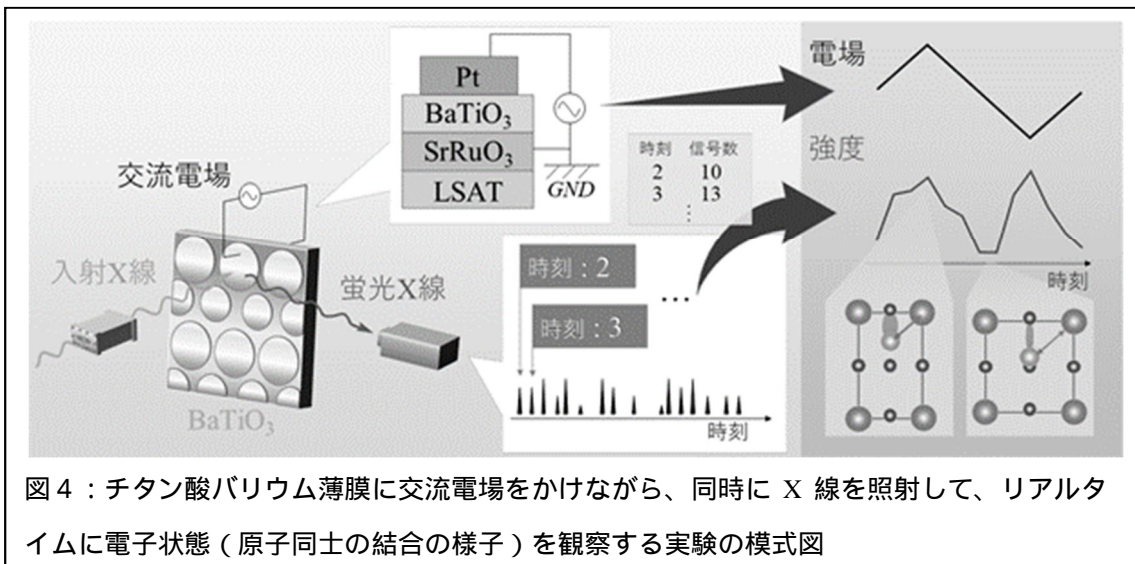 Pt
BaTiO3
SrRuO3
LSAT
GND
交流電場
入射X線
蛍光X線
BaTiO3
時刻 信号数
2 10
3 13
⋮
時刻：2
時刻：3
…
時刻
電場
強度
時刻
図４：チタン酸バリウム薄膜に交流電場をかけながら、同時に X 線を照射して、リアルタ
イムに電子状態（原子同士の結合の様子）を観察する実験の模式図